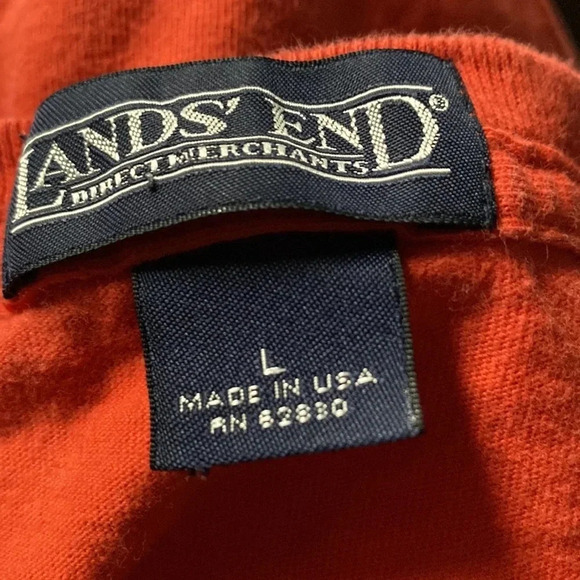 LANDS' END®
DIRECT MERCHANTS
L
MADE IN USA
RN 62830